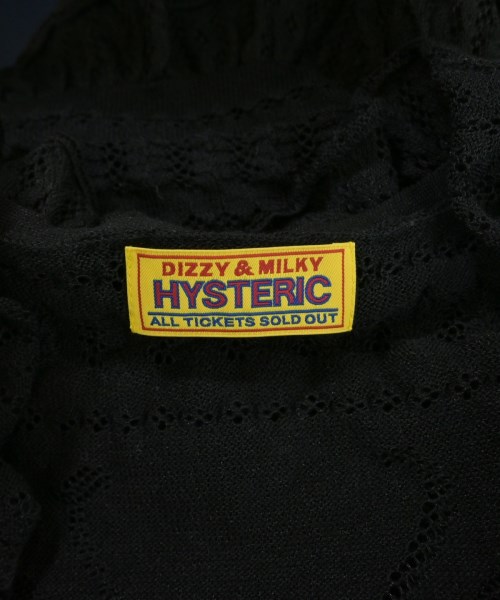 DIZZY & MILKY
HYSTERIC
ALL TICKETS SOLD OUT